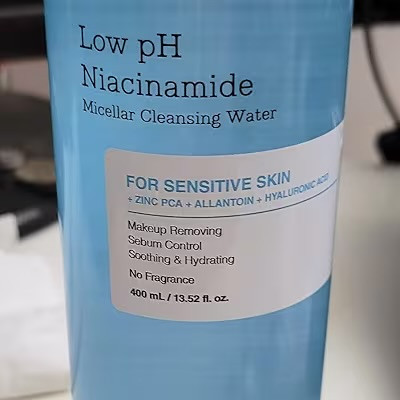 Low pH
Niacinamide
Micellar Cleansing Water
FOR SENSITIVE SKIN
+ ZINC PCA + ALLANTOIN + HYALURONIC ACID
Makeup Removing
Sebum Control
Soothing & Hydrating
No Fragrance
400 mL / 13.52 fl. oz.